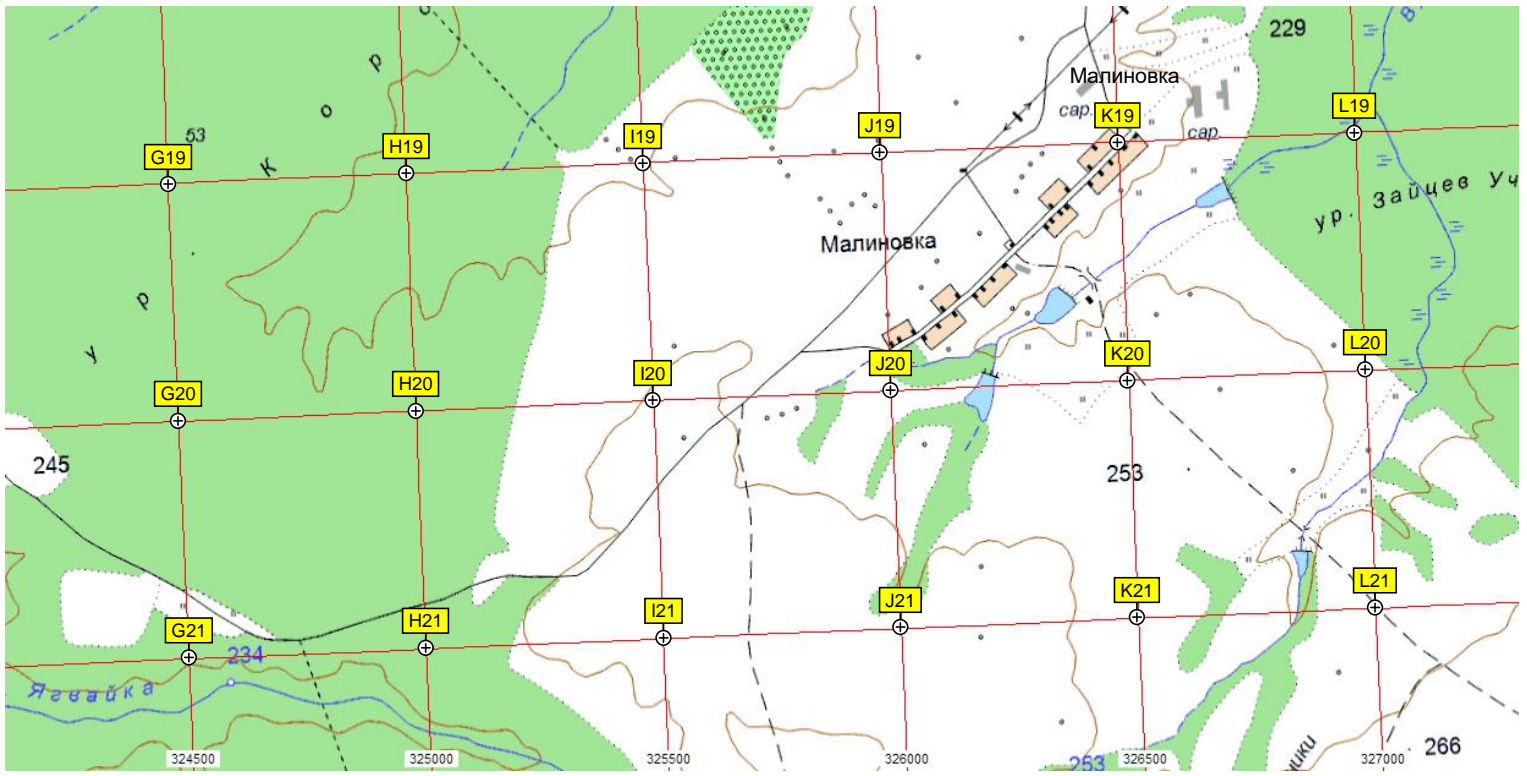 229
Малиновка
сар.
К о р
53
G19
H19
I19
J19
K19
сар.
L19
ур. Зайцев Уч
Малиновка
у р .
G20
H20
I20
J20
K20
L20
245
253
G21
H21
I21
J21
K21
L21
234
Ягвайка
324500
325000
325500
326000
253
326500
ники
327000
266